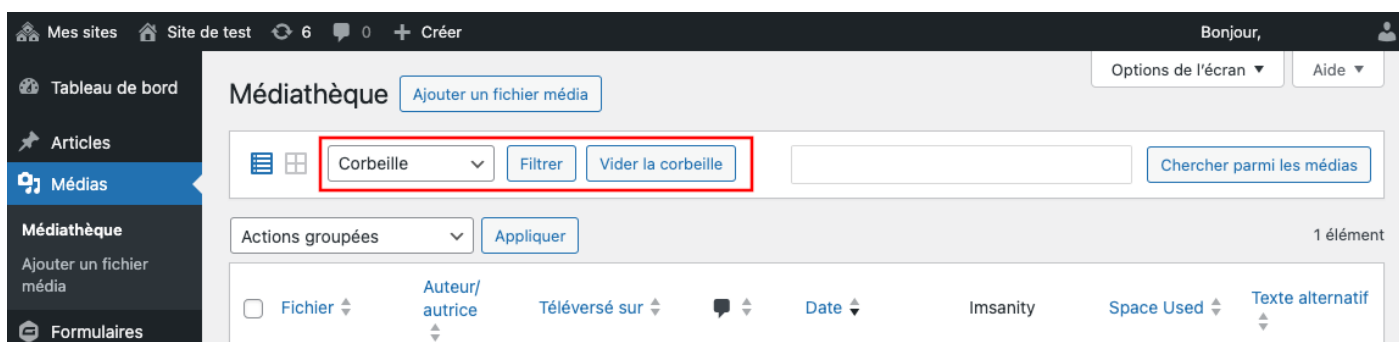 Mes sites Site de test 6 0 + Créer Bonjour,
Options de l'écran ▼ Aide ▼
Tableau de bord
Articles
Médias
Médiathèque
Ajouter un fichier
média
Formulaires
Médiathèque Ajouter un fichier média
Corbeille Filtrer Vider la corbeille Chercher parmi les médias
Actions groupées Appliquer 1 élément
Fichier Auteur/
autrice Téléversé sur Date Imsanity Space Used Texte alternatif